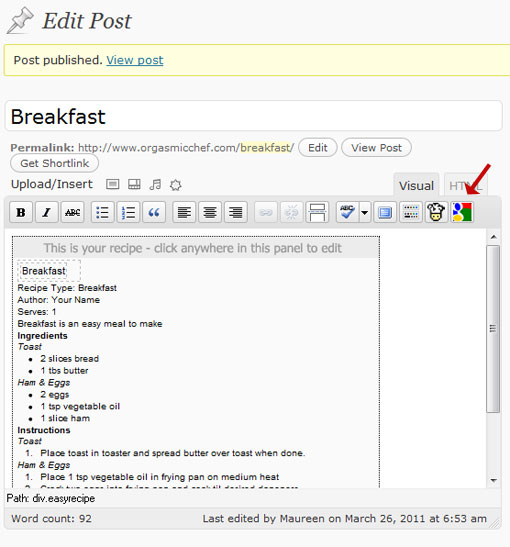 Edit Post
Post published. View post
Breakfast
Permalink: http://www.orgasmicchef.com/breakfast/ Edit View Post
Get Shortlink
Upload/Insert Visual HTML
B I ABC ABC
This is your recipe - click anywhere in this panel to edit
Breakfast
Recipe Type: Breakfast
Author: Your Name
Serves: 1
Breakfast is an easy meal to make
Ingredients
Toast
2 slices bread
1 tbs butter
Ham & Eggs
2 eggs
1 tsp vegetable oil
1 slice ham
Instructions
Toast
1. Place toast in toaster and spread butter over toast when done.
Ham & Eggs
1. Place 1 tsp vegetable oil in frying pan on medium heat
Path: div.easyrecipe
Word count: 92 Last edited by Maureen on March 26, 2011 at 6:53 am